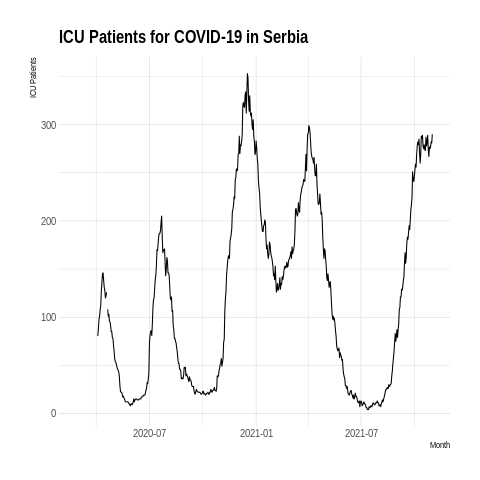 ICU Patients for COVID-19 in Serbia
ICU Patients
300
200
100
0
2020-07
2021-01
2021-07
Month